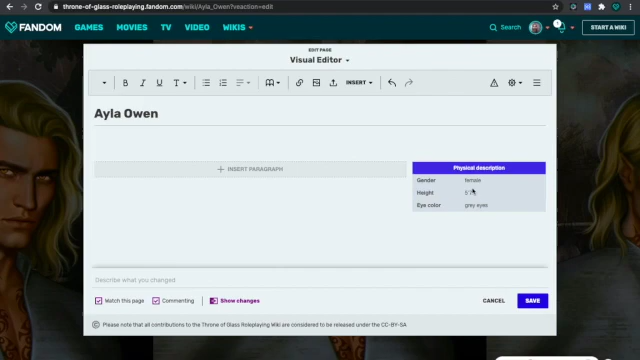 throne-of-glass-roleplaying.fandom.com/wiki/Ayla_Owen?veaction=edit
FANDOM
GAMES
MOVIES
TV
VIDEO
WIKIS
Search
1
START A WIKI
EDIT PAGE
Visual Editor
B I U T
INSERT
Ayla Owen
+ INSERT PARAGRAPH
Physical description
Gender female
Height
Eye color grey eyes
Describe what you changed
Watch this page
Commenting
Show changes
CANCEL
SAVE
Please note that all contributions to the Throne of Glass Roleplaying Wiki are considered to be released under the CC-BY-SA